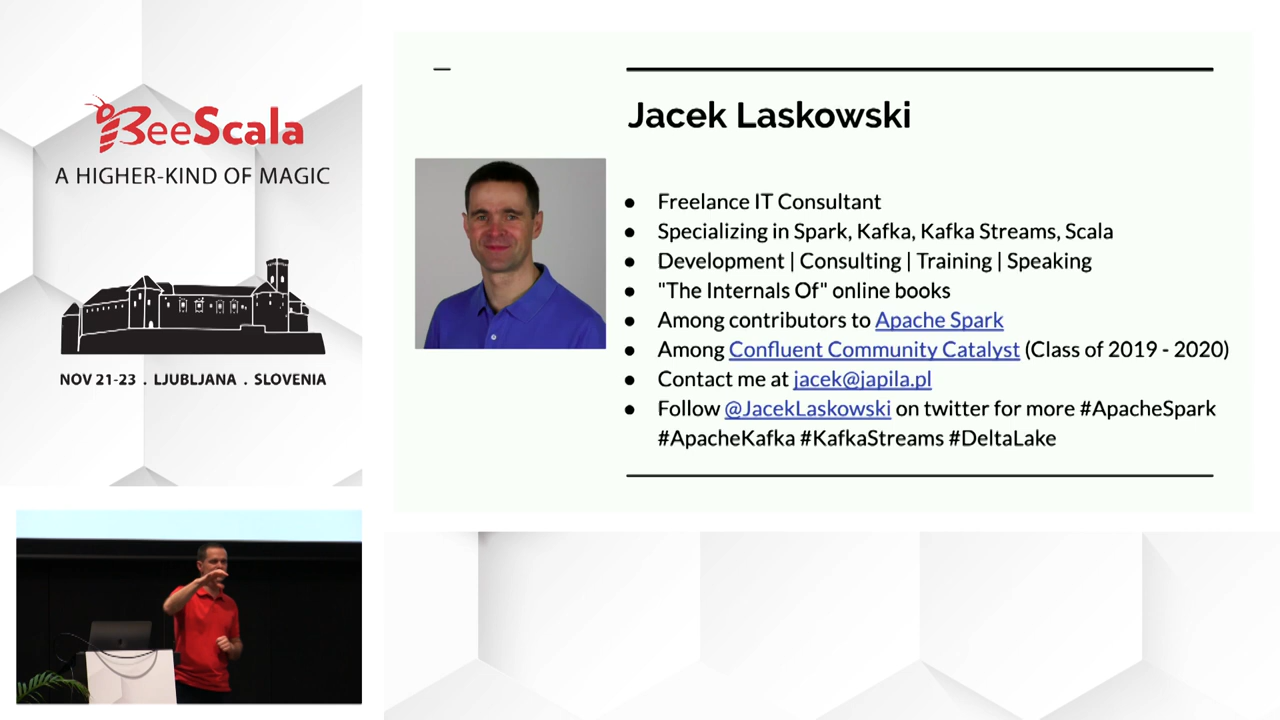 BeeScala
A HIGHER-KIND OF MAGIC
NOV 21-23 . LJUBLJANA . SLOVENIA
Jacek Laskowski
● Freelance IT Consultant
● Specializing in Spark, Kafka, Kafka Streams, Scala
● Development | Consulting | Training | Speaking
● "The Internals Of" online books
● Among contributors to Apache Spark
● Among Confluent Community Catalyst (Class of 2019 - 2020)
● Contact me at jacek@japila.pl
● Follow @JacekLaskowski on twitter for more #ApacheSpark
#ApacheKafka #KafkaStreams #DeltaLake